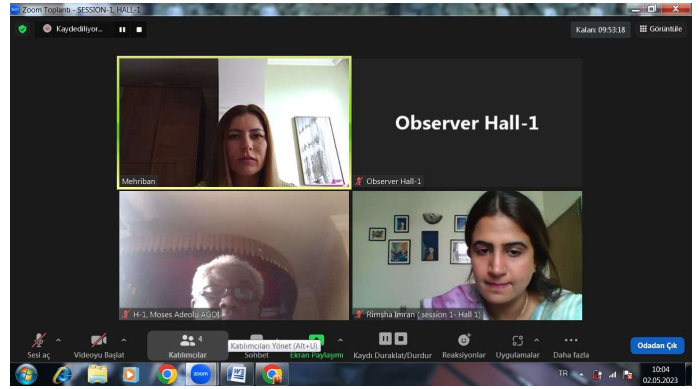 Zoom Toplantı - SESSION-1, HALL-1
Kaydediliyor...
Kalan: 09:53:18
Görüntüle
Mehriban
Observer Hall-1
Observer Hall-1
H-1, Moses Adeolu AGOI
Rimsha Imran ( session 1- Hall 1)
4
Katılımcıları Yönet (Alt+U)
Sesi aç
Videoyu Başlat
Katılımcılar
Sohbet
Ekran Paylaşımı
Kaydı Duraklat/Durdur
Reaksiyonlar
Uygulamalar
Daha fazla
Odadan Çık
zoom
TR
10:04
02.05.2023